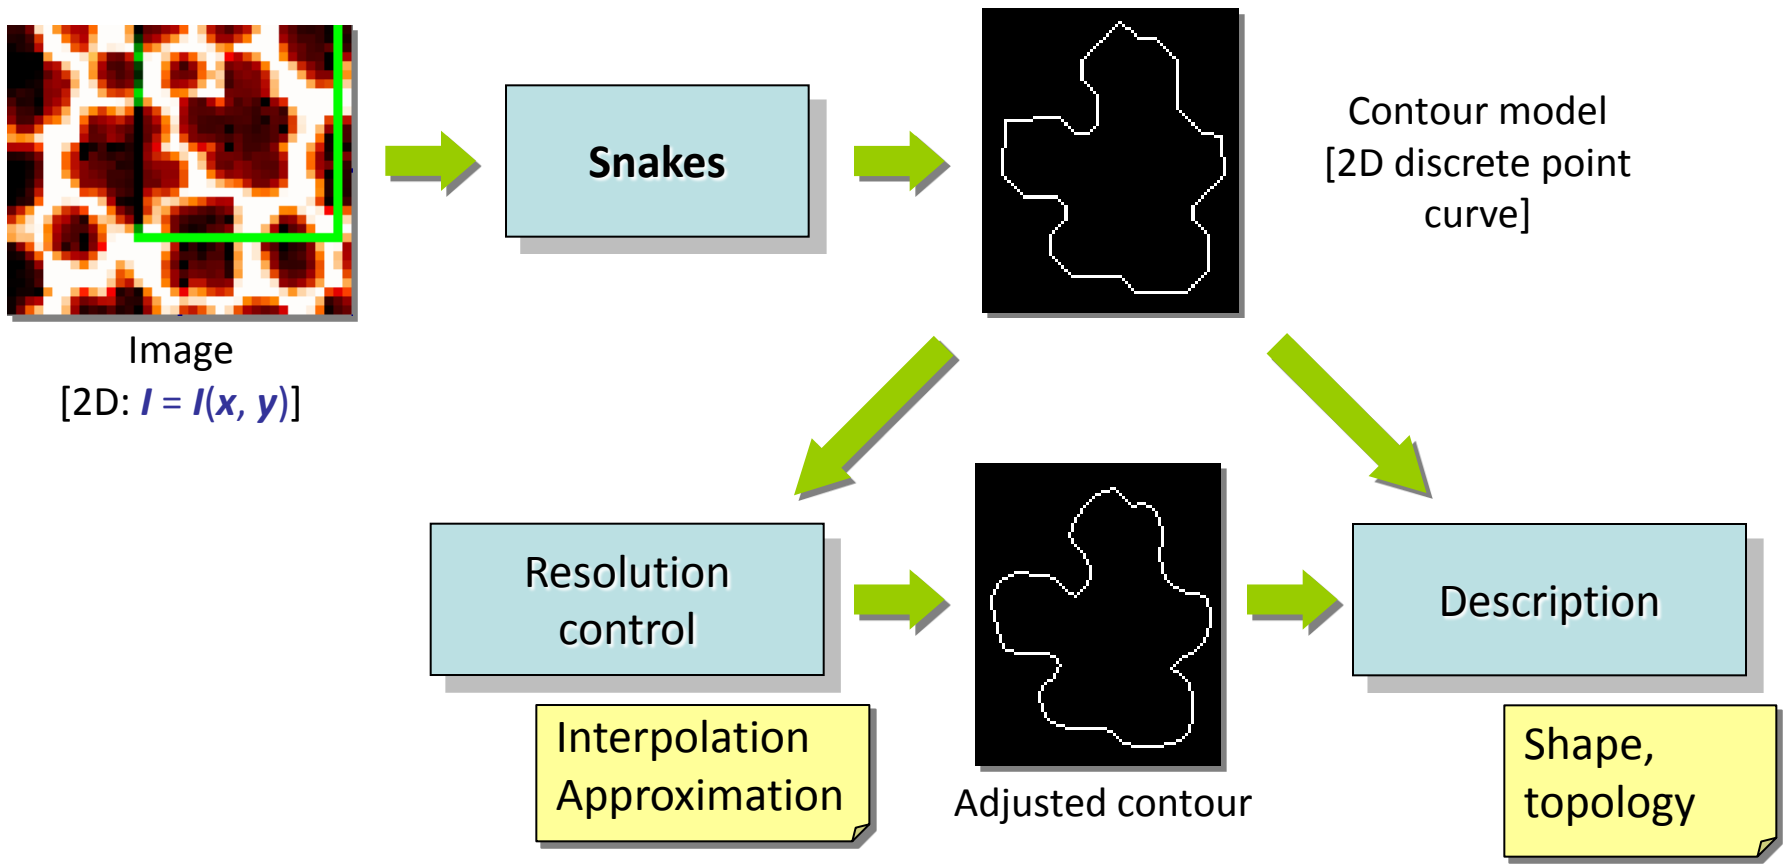 Snakes
Contour model
[2D discrete point
curve]
Image
[2D: I = I(x, y)]
Resolution
control
Description
Interpolation
Approximation
Adjusted contour
Shape,
topology